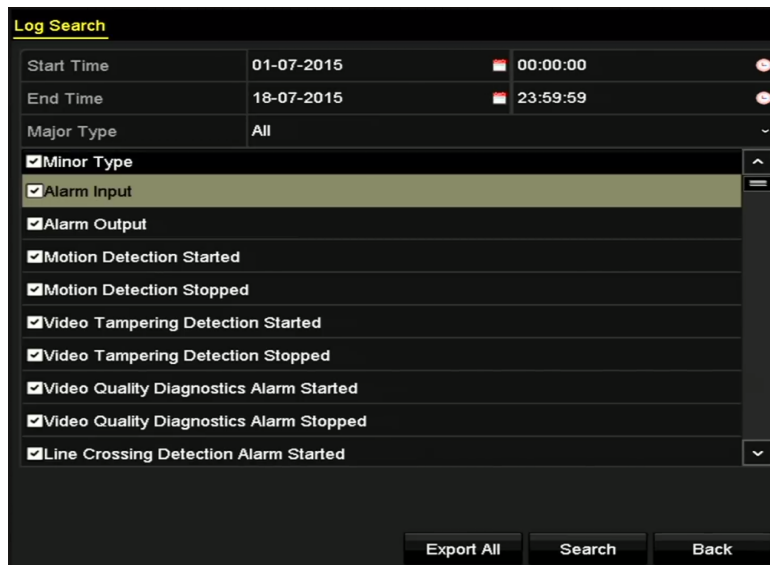 Log Search
Start Time 01-07-2015 00:00:00
End Time 18-07-2015 23:59:59
Major Type All
Minor Type
Alarm Input
Alarm Output
Motion Detection Started
Motion Detection Stopped
Video Tampering Detection Started
Video Tampering Detection Stopped
Video Quality Diagnostics Alarm Started
Video Quality Diagnostics Alarm Stopped
Line Crossing Detection Alarm Started
Export All Search Back